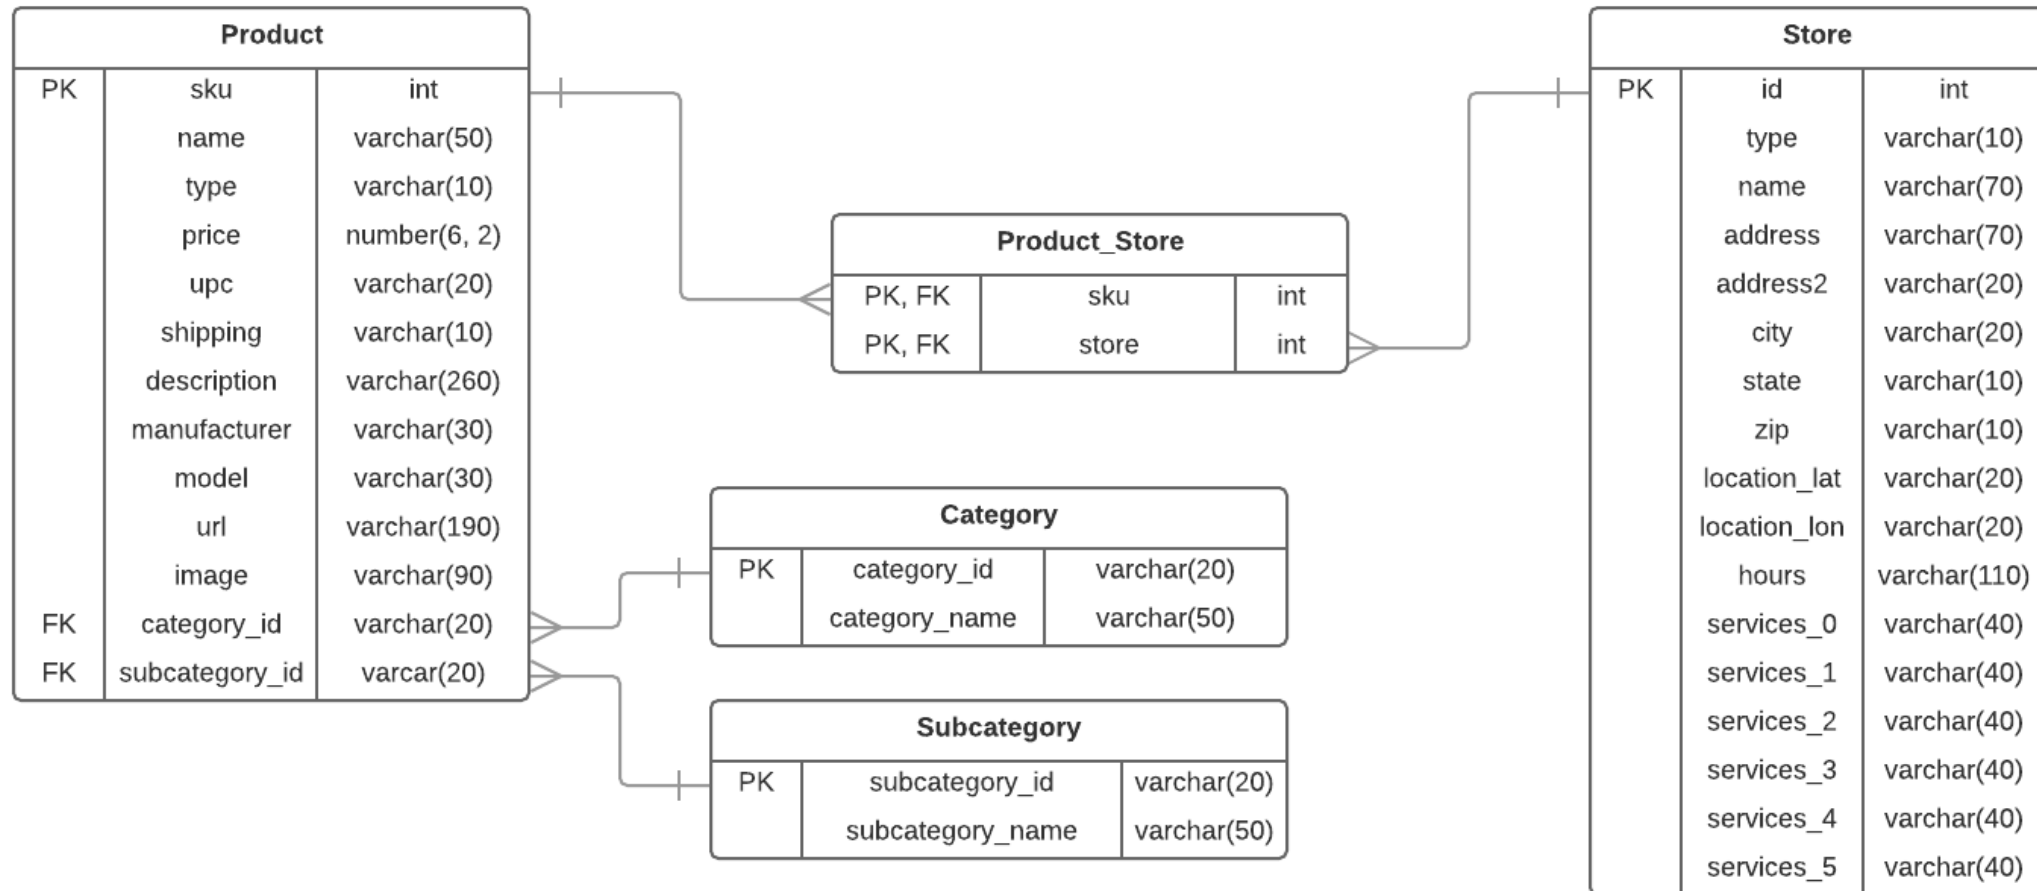 Product
PK sku int
name varchar(50)
type varchar(10)
price number(6, 2)
upc varchar(20)
shipping varchar(10)
description varchar(260)
manufacturer varchar(30)
model varchar(30)
url varchar(190)
image varchar(90)
FK category_id varchar(20)
FK subcategory_id varcar(20)
Product_Store
PK, FK sku int
PK, FK store int
Category
PK category_id varchar(20)
category_name varchar(50)
Subcategory
PK subcategory_id varchar(20)
subcategory_name varchar(50)
Store
PK id int
type varchar(10)
name varchar(70)
address varchar(70)
address2 varchar(20)
city varchar(20)
state varchar(10)
zip varchar(10)
location_lat varchar(20)
location_lon varchar(20)
hours varchar(110)
services_0 varchar(40)
services_1 varchar(40)
services_2 varchar(40)
services_3 varchar(40)
services_4 varchar(40)
services_5 varchar(40)